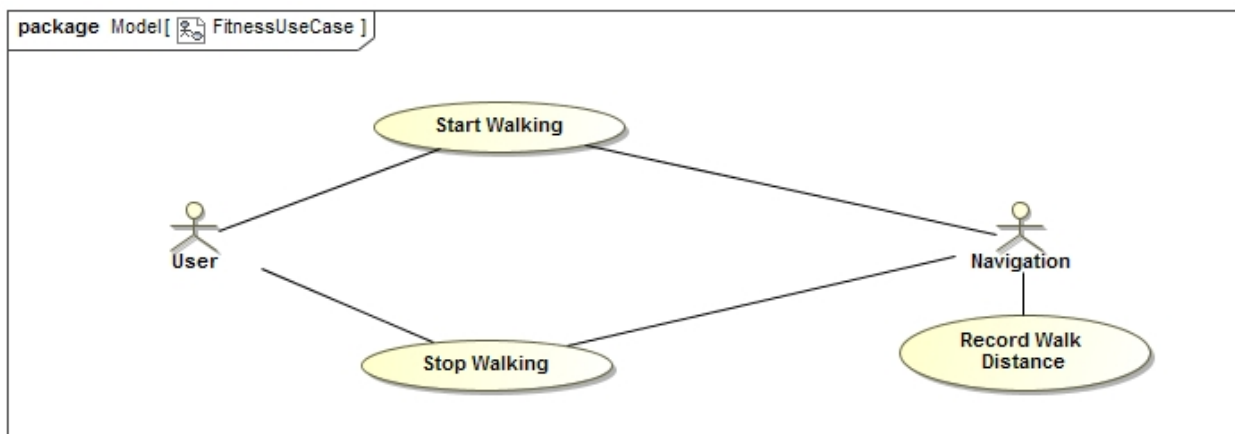 package Model[ FitnessUseCase ]
Start Walking
User
Navigation
Stop Walking
Record Walk
Distance